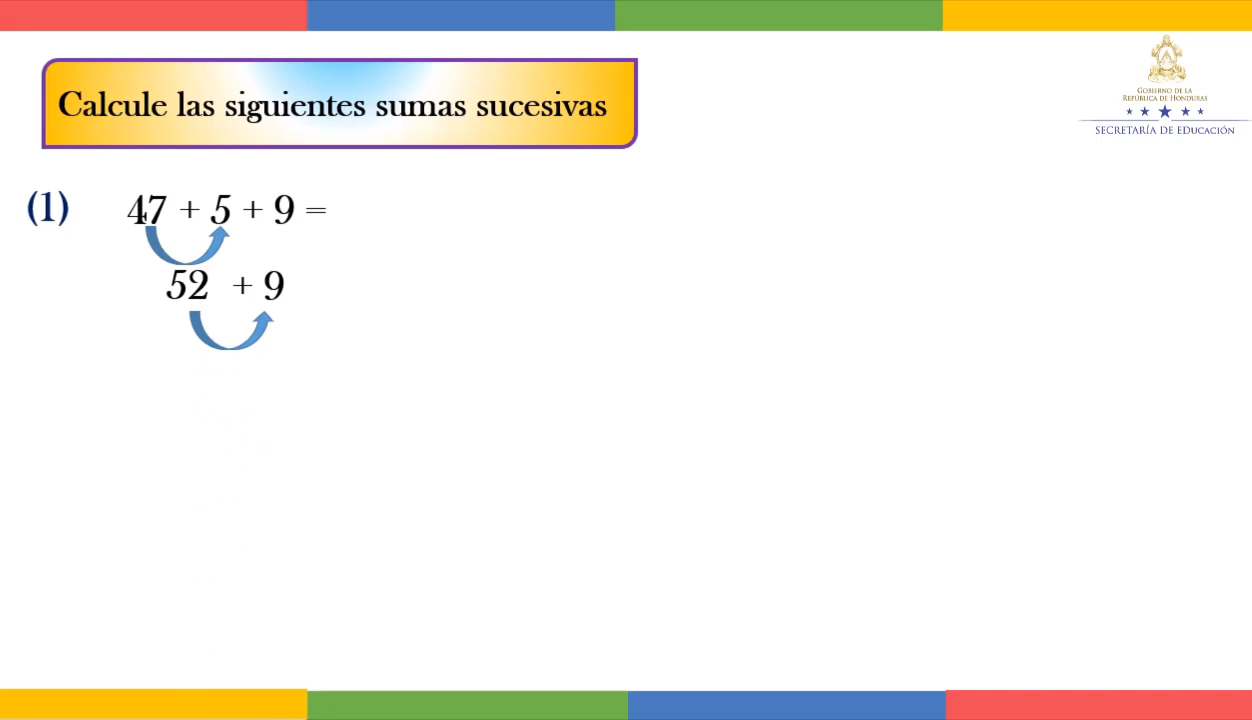 Calcule las siguientes sumas sucesivas
GOBIERNO DE LA
REPÚBLICA DE HONDURAS
SECRETARÍA DE EDUCACIÓN
(1) 47 + 5 + 9 =
52 + 9